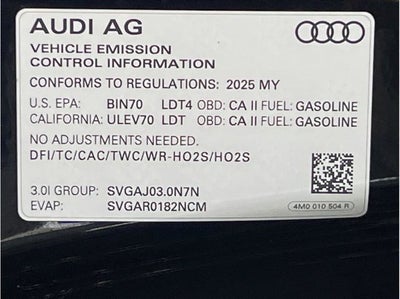 AUDI AG
VEHICLE EMISSION
CONTROL INFORMATION
CONFORMS TO REGULATIONS: 2025 MY
U.S. EPA: BIN70 LDT4 OBD: CA II FUEL: GASOLINE
CALIFORNIA: ULEV70 LDT OBD: CA II FUEL: GASOLINE
NO ADJUSTMENTS NEEDED.
DFI/TC/CAC/TWC/WR-HO2S/HO2S
3.0l GROUP: SVGAJ03.0N7N
EVAP: SVGAR0182NCM
4M0 010 504 R